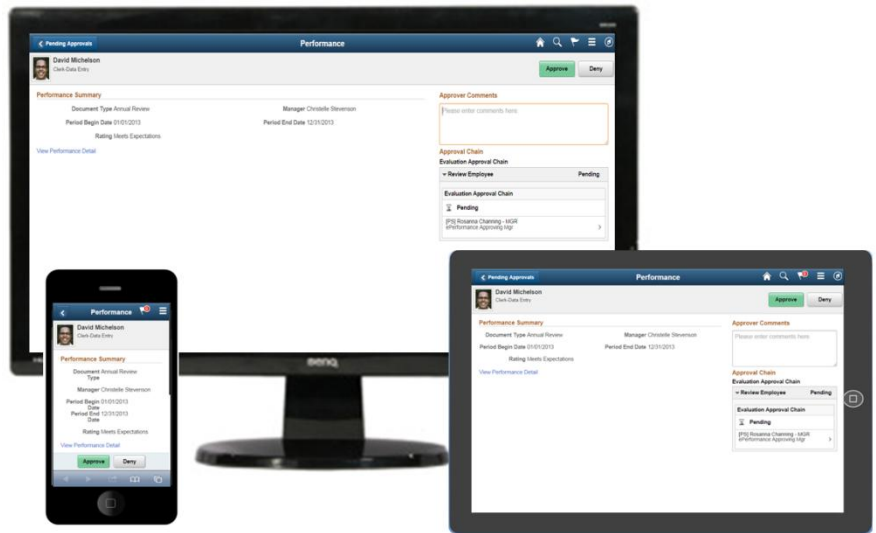 Pending Approvals Performance
David Michelson
Clerk-Data Entry
Approve Deny
Performance Summary
Document Type Annual Review Manager Christelle Stevenson
Period Begin Date 01/01/2013 Period End Date 12/31/2013
Rating Meets Expectations
View Performance Detail
Approver Comments
Please enter comments here
Approval Chain
Evaluation Approval Chain
Review Employee Pending
Evaluation Approval Chain
Pending
[PS] Rosanna Channing - MGR
ePerformance Approving Mgr
BenQ
Performance
David Michelson
Clerk-Data Entry
Performance Summary
Document Annual Review
Type
Manager Christelle Stevenson
Period Begin 01/01/2013
Date
Period End 12/31/2013
Date
Rating Meets Expectations
View Performance Detail
Approve Deny
Pending Approvals Performance
David Michelson
Clerk-Data Entry
Approve Deny
Performance Summary
Document Type Annual Review Manager Christelle Stevenson
Period Begin Date 01/01/2013 Period End Date 12/31/2013
Rating Meets Expectations
View Performance Detail
Approver Comments
Please enter comments here
Approval Chain
Evaluation Approval Chain
Review Employee Pending
Evaluation Approval Chain
Pending
[PS] Rosanna Channing - MGR
ePerformance Approving Mgr